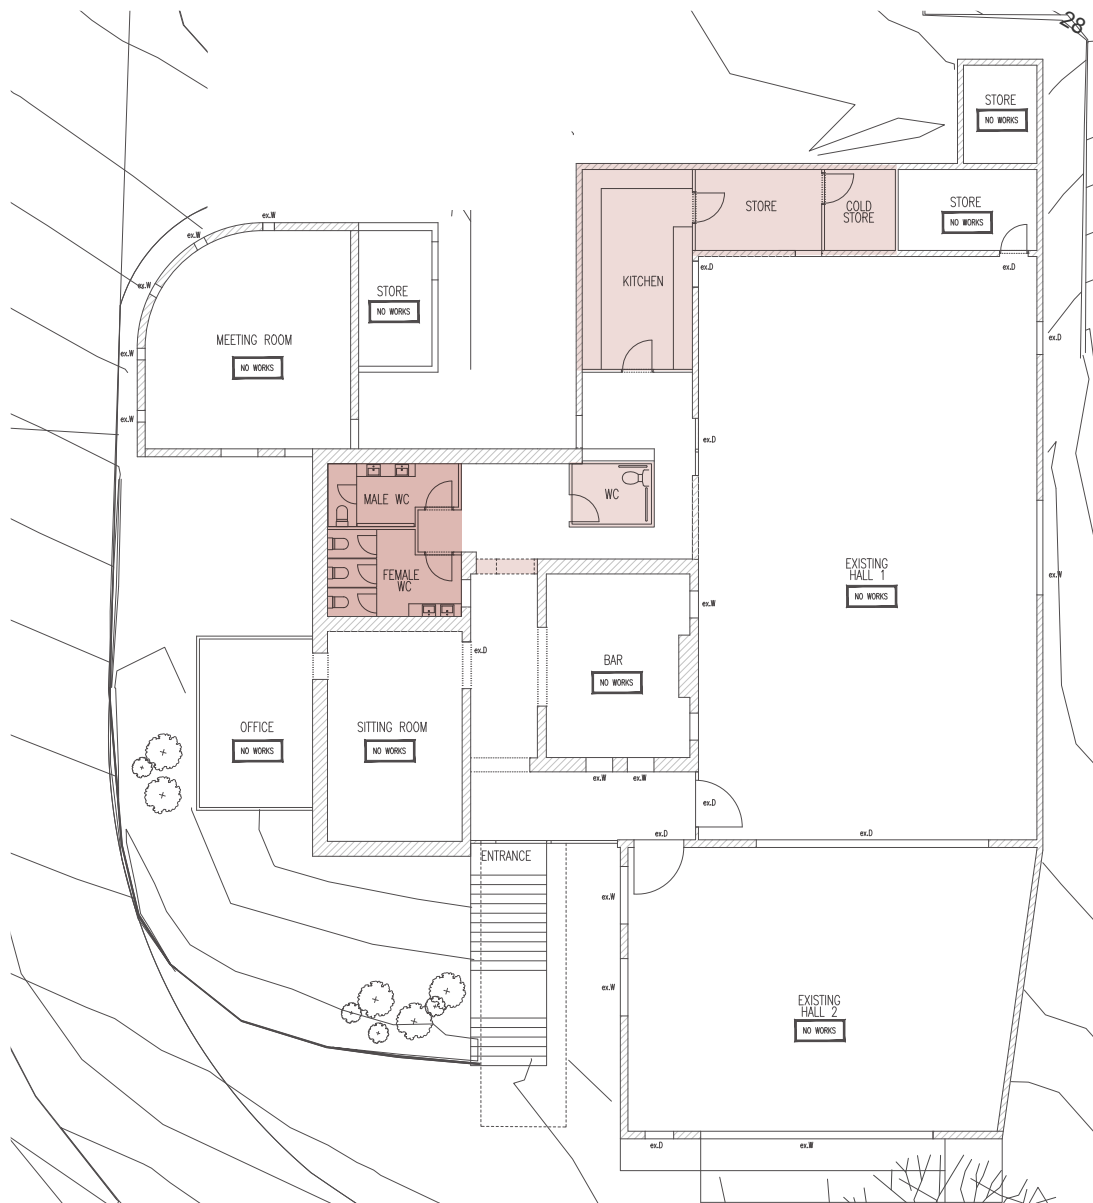 28
STORE
NO WORKS
STORE
COLD
STORE
STORE
NO WORKS
ex.W
ex.W
ex.D
ex.D
ex.W
KITCHEN
STORE
NO WORKS
MEETING ROOM
NO WORKS
ex.D
ex.W
ex.W
ex.D
MALE WC
WC
FEMALE
WC
EXISTING
HALL 1
NO WORKS
ex.W
ex.W
ex.D
BAR
NO WORKS
OFFICE
NO WORKS
SITTING ROOM
NO WORKS
ex.W
ex.W
ex.D
ex.D
ex.D
ENTRANCE
ex.W
ex.W
EXISTING
HALL 2
NO WORKS
ex.D
ex.W